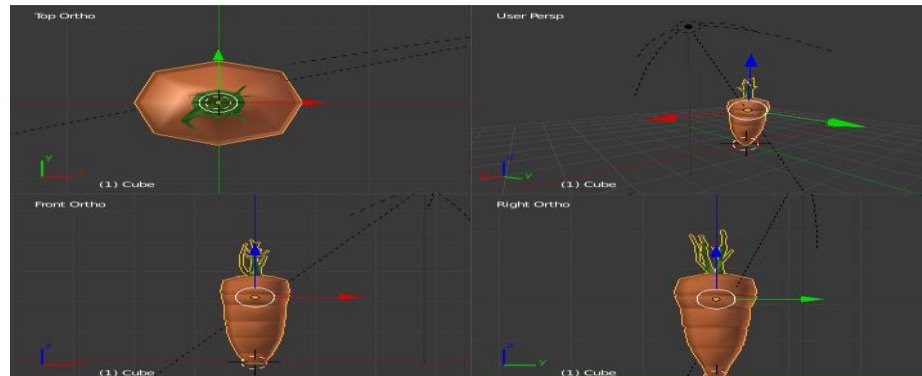 Top Ortho
User Persp
Y
(1) Cube
Z
Y
(1) Cube
Front Ortho
Right Ortho
Z
(1) Cube
Z
Y
(1) Cube